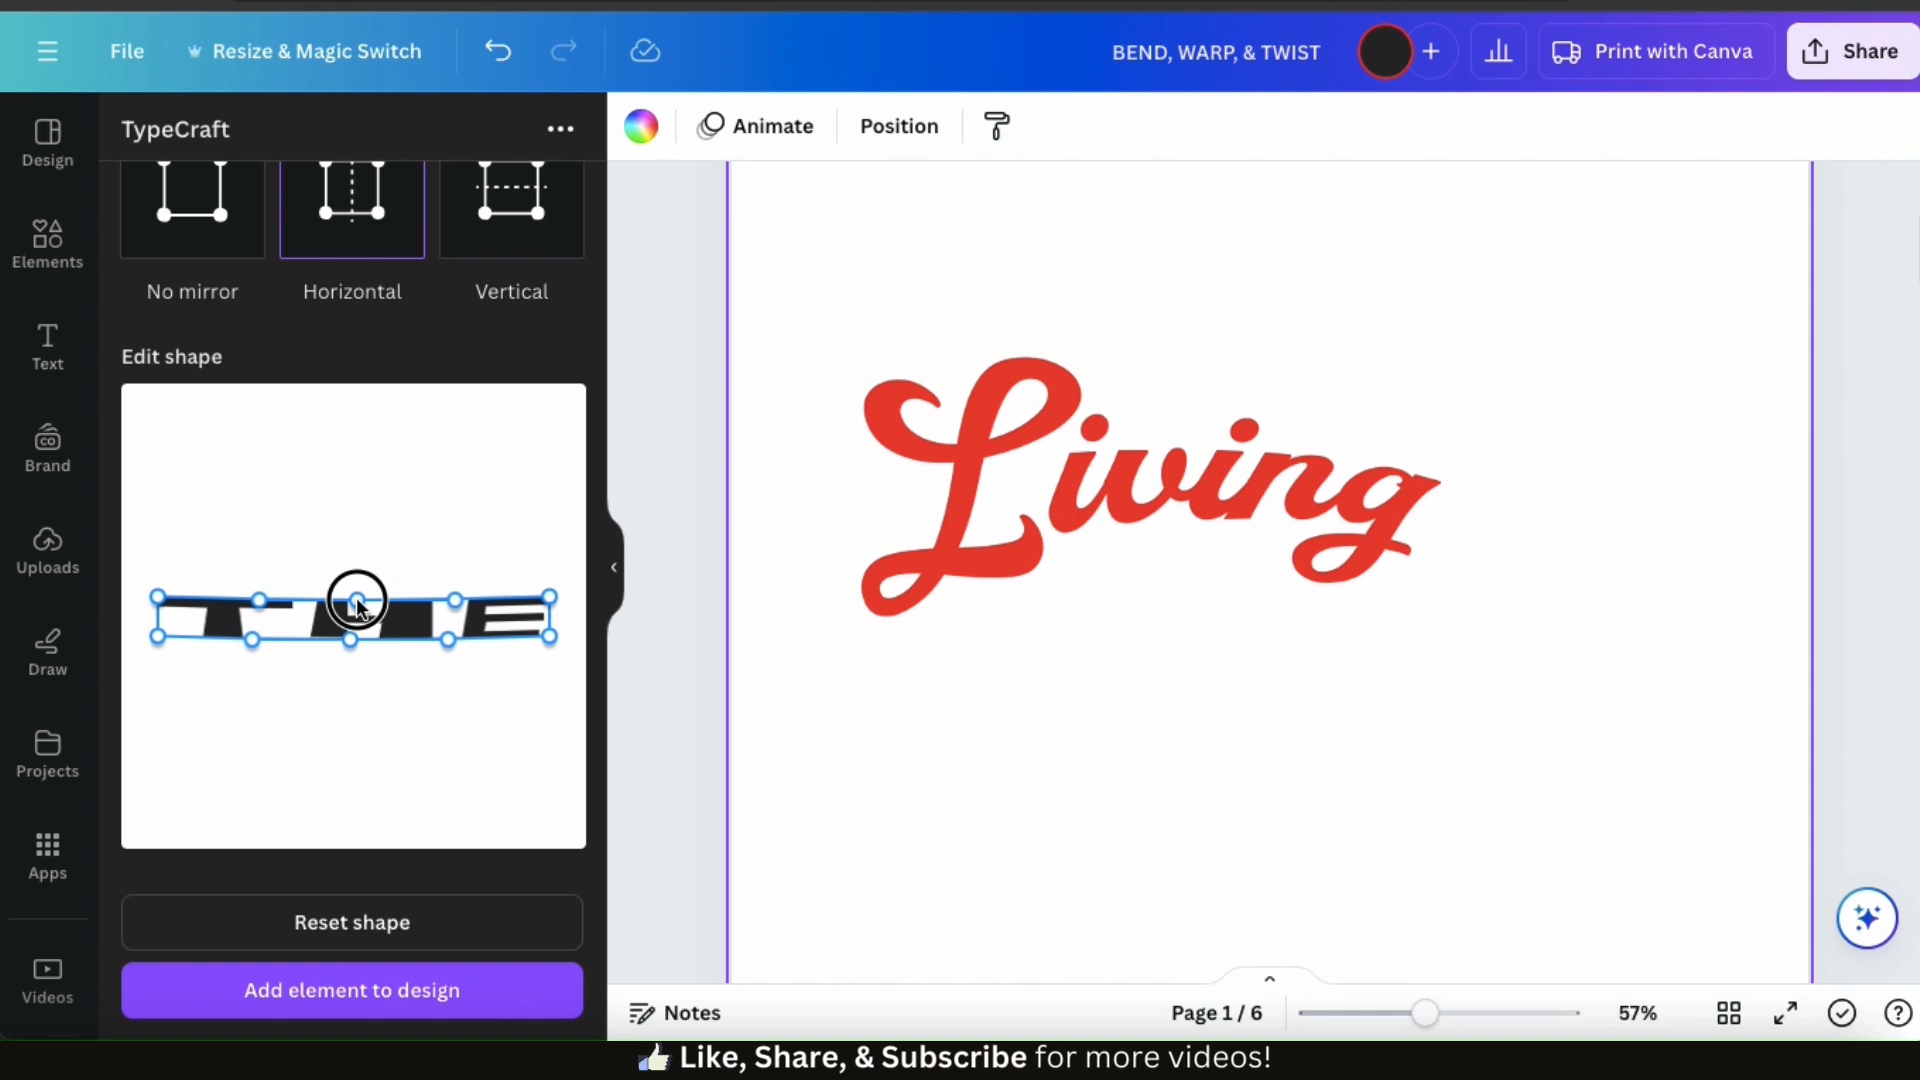 File
Resize & Magic Switch
BEND, WARP, & TWIST
Print with Canva
Share
Design
Elements
Text
Brand
Uploads
Draw
Projects
Apps
Videos
TypeCraft
No mirror
Horizontal
Vertical
Edit shape
Reset shape
Add element to design
Animate
Position
Living
Notes
Page 1 / 6
57%
Like, Share, & Subscribe for more videos!